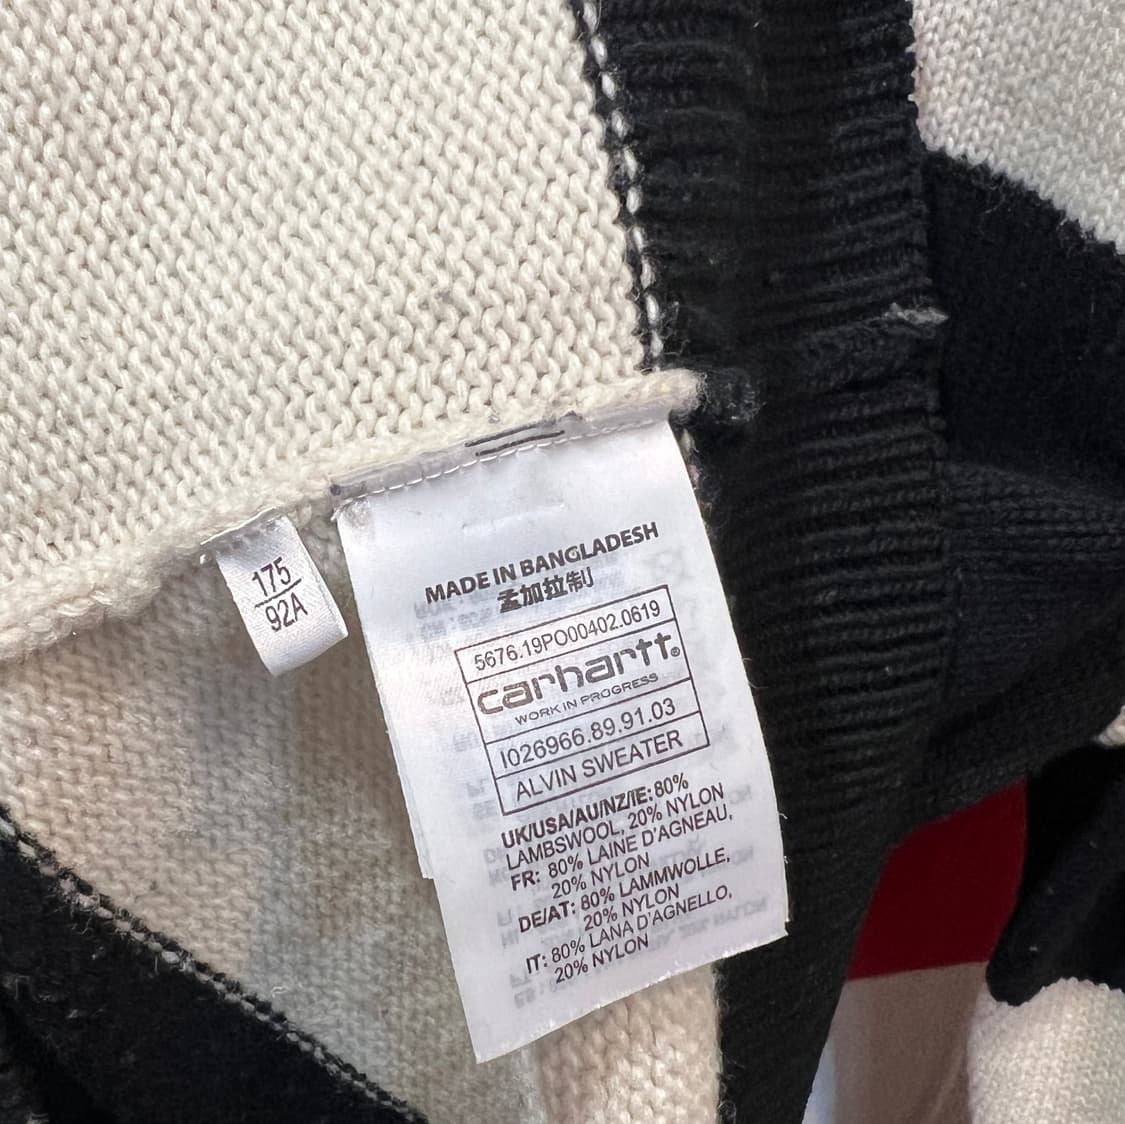 175
92A
MADE IN BANGLADESH
孟加拉制
5676.19PO00402.0619
carhartt®
WORK IN PROGRESS
I026966.89.91.03
ALVIN SWEATER
UK/USA/AU/NZ/IE: 80%
LAMBSWOOL, 20% NYLON
FR: 80% LAINE D'AGNEAU,
20% NYLON
DE/AT: 80% LAMMWOLLE,
20% NYLON
IT: 80% LANA D'AGNELLO,
20% NYLON